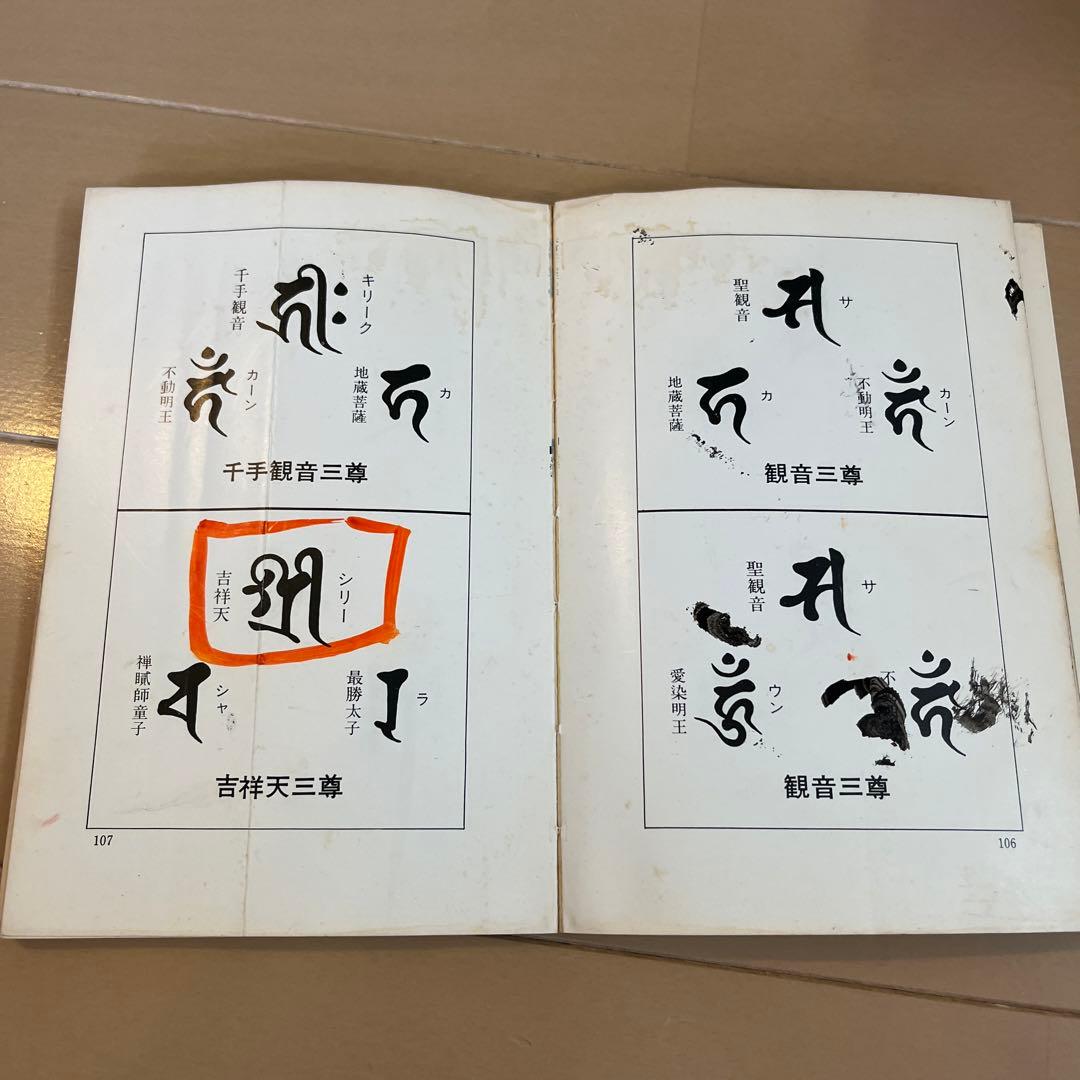 サ
聖観音
カーン
不動明王
カ
地蔵菩薩
観音三尊
サ
聖観音
不
ウン
愛染明王
観音三尊
106
キリーク
千手観音
カ
地蔵菩薩
カーン
不動明王
千手観音三尊
シリー
吉祥天
ラ
最勝太子
シャ
禅膩師童子
吉祥天三尊
107